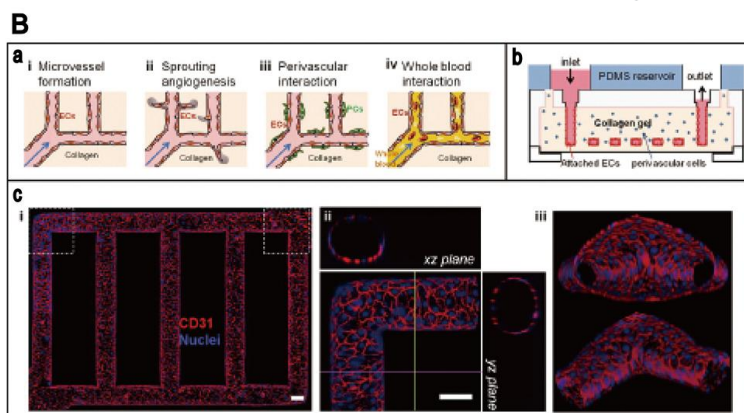 B
a
i Microvessel formation
ii Sprouting angiogenesis
iii Perivascular interaction
iv Whole blood interaction
ECs
Collagen
ECs
Collagen
PCs
ECs
Collagen
ECs
Whole blood
Collagen
b
inlet
PDMS reservoir
outlet
Collagen gel
Attached ECs
perivascular cells
c
i
CD31
Nuclei
ii
xz plane
yz plane
iii